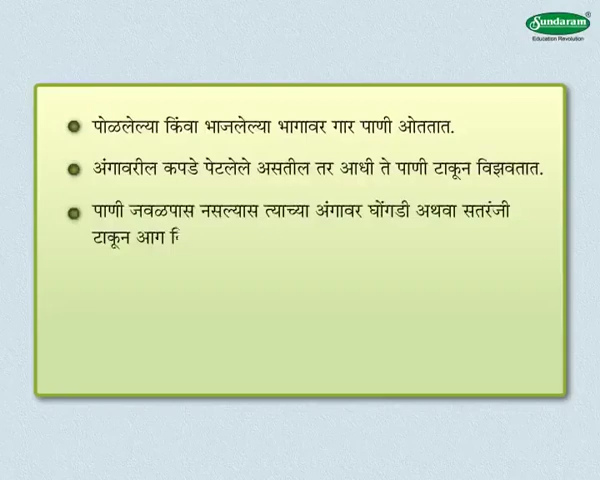 Sundaram
Education Revolution
पोळलेल्या किंवा भाजलेल्या भागावर गार पाणी ओततात.
अंगावरील कपडे पेटलेले असतील तर आधी ते पाणी टाकून विझवतात.
पाणी जवळपास नसल्यास त्याच्या अंगावर घोंगडी अथवा सतरंजी
टाकून आग